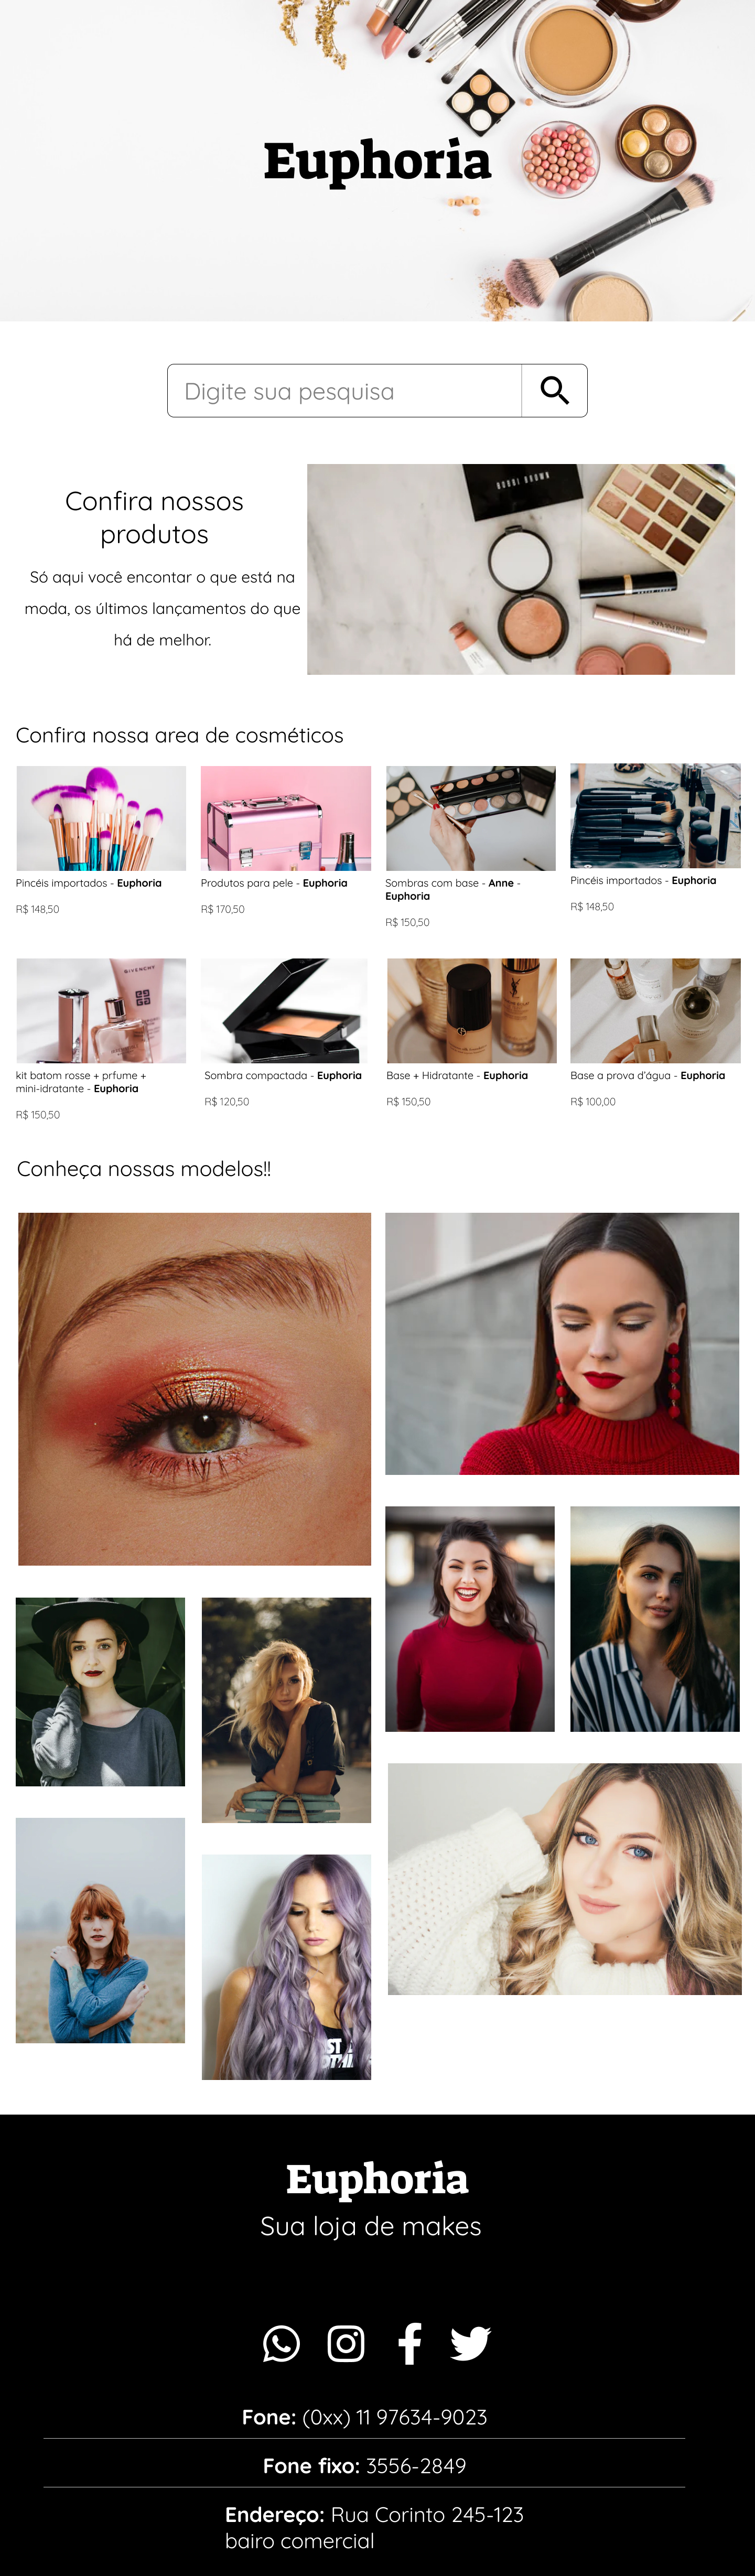 Euphoria
Digite sua pesquisa
Confira nossos
produtos
Só aqui você encontar o que está na
moda, os últimos lançamentos do que
há de melhor.
BOBBI BROWN
Confira nossa area de cosméticos
Pincéis importados - Euphoria
R$ 148,50
Produtos para pele - Euphoria
R$ 170,50
Sombras com base - Anne -
Euphoria
R$ 150,50
Pincéis importados - Euphoria
R$ 148,50
GIVENCHY
kit batom rosse + prfume +
mini-idratante - Euphoria
R$ 150,50
Sombra compactada - Euphoria
R$ 120,50
Base + Hidratante - Euphoria
R$ 150,50
Base a prova d'água - Euphoria
R$ 100,00
Conheça nossas modelos!!
Euphoria
Sua loja de makes
Fone: (0xx) 11 97634-9023
Fone fixo: 3556-2849
Endereço: Rua Corinto 245-123
bairo comercial